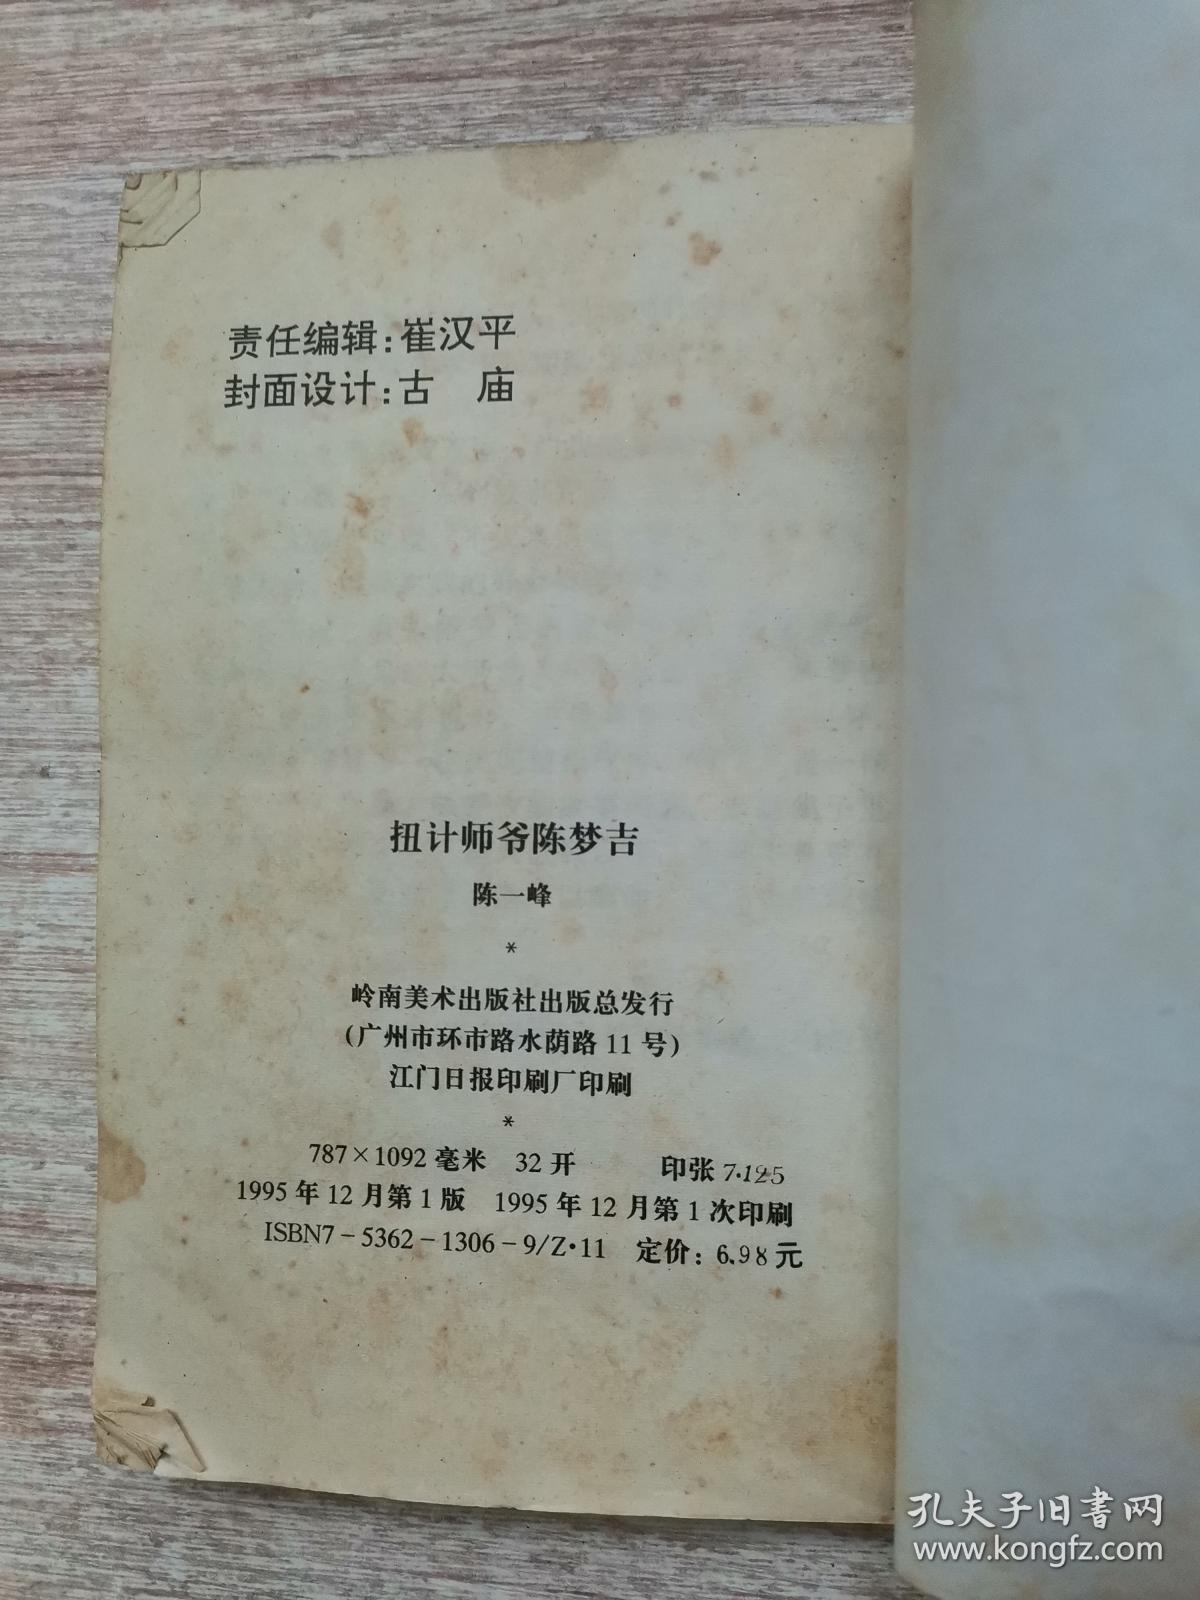 责任编辑：崔汉平
封面设计：古　庙
扭计师爷陈梦吉
陈一峰
*
岭南美术出版社出版总发行
（广州市环市路水荫路11号）
江门日报印刷厂印刷
*
787×1092毫米　32开　　印张7.125
1995年12月第1版　1995年12月第1次印刷
ISBN7-5362-1306-9/Z·11　定价：6.98元
孔夫子旧書网
www.kongfz.com